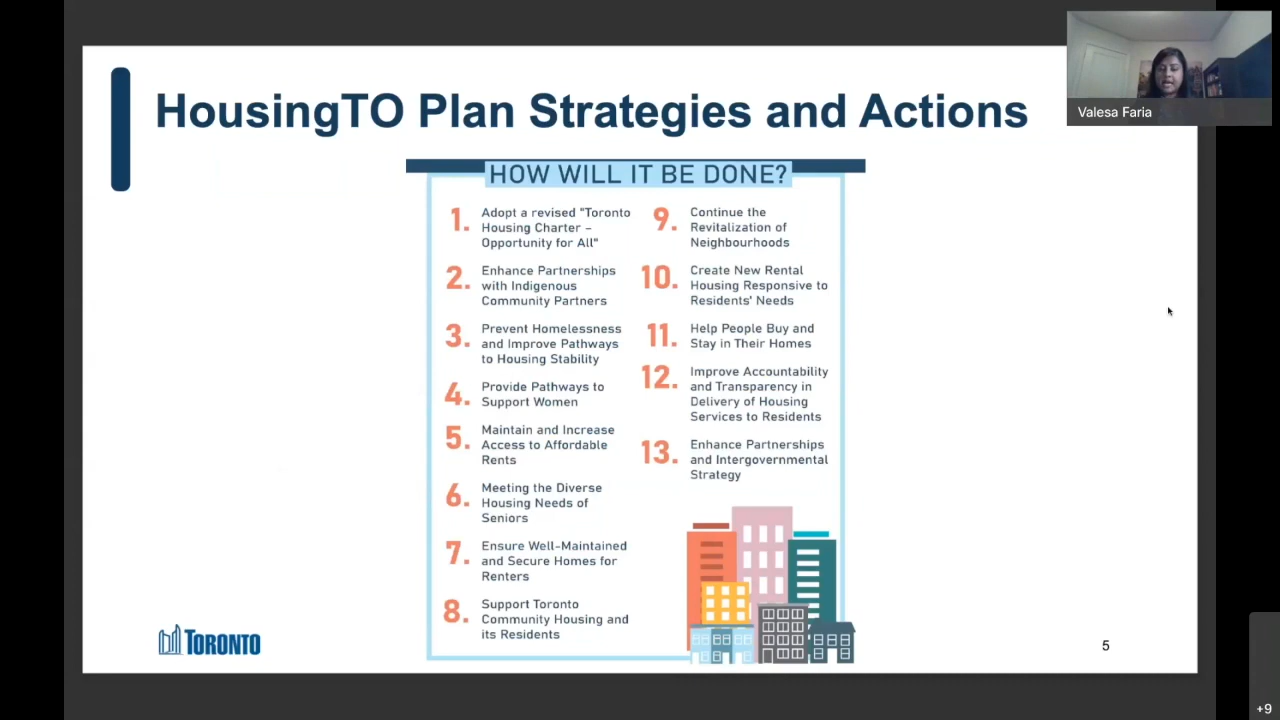 HousingTO Plan Strategies and Actions
Valesa Faria
HOW WILL IT BE DONE?
1. Adopt a revised "Toronto
Housing Charter –
Opportunity for All"
2. Enhance Partnerships
with Indigenous
Community Partners
3. Prevent Homelessness
and Improve Pathways
to Housing Stability
4. Provide Pathways to
Support Women
5. Maintain and Increase
Access to Affordable
Rents
6. Meeting the Diverse
Housing Needs of
Seniors
7. Ensure Well-Maintained
and Secure Homes for
Renters
8. Support Toronto
Community Housing and
its Residents
9. Continue the
Revitalization of
Neighbourhoods
10. Create New Rental
Housing Responsive to
Residents' Needs
11. Help People Buy and
Stay in Their Homes
12. Improve Accountability
and Transparency in
Delivery of Housing
Services to Residents
13. Enhance Partnerships
and Intergovernmental
Strategy
TORONTO
5
+9